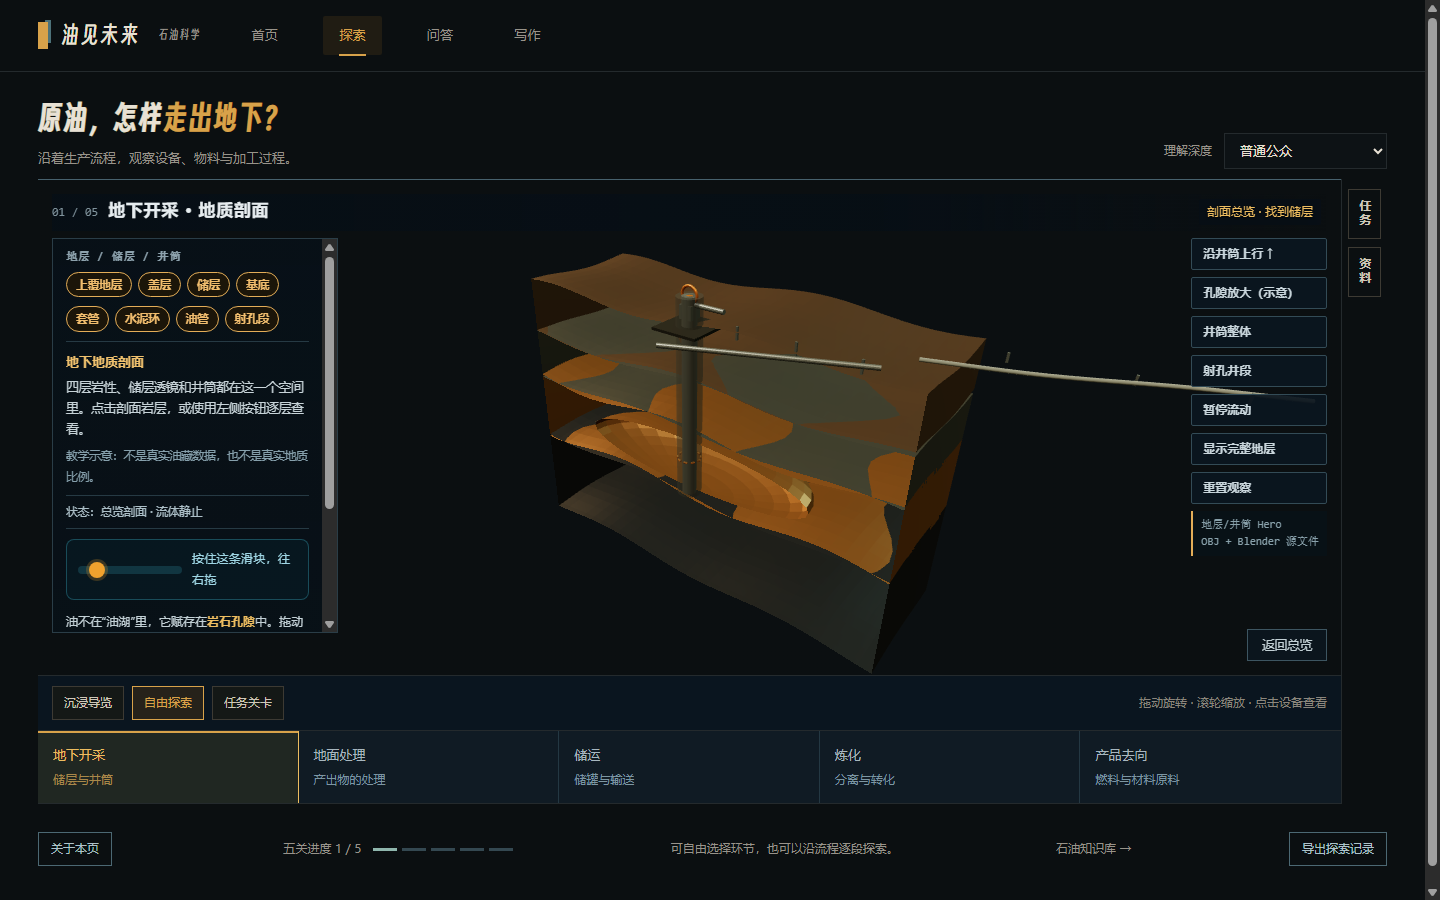 油见未来 石油科学 首页 探索 问答 写作
原油，怎样走出地下？
沿着生产流程，观察设备、物料与加工过程。
理解深度 普通公众
01 / 05 地下开采·地质剖面
剖面总览·找到储层
任务
资料
地层 / 储层 / 井筒
上覆地层 盖层 储层 基底
套管 水泥环 油管 射孔段
地下地质剖面
四层岩性、储层透镜和井筒都在这一个空间
里。点击剖面岩层，或使用左侧按钮逐层查
看。
教学示意：不是真实油藏数据，也不是真实地质
比例。
状态：总览剖面·流体静止
按住这条滑块，往
右拖
油不在“油湖”里，它赋存在岩石孔隙中。拖动
沿井筒上行↑
孔隙放大（示意）
井筒整体
射孔井段
暂停流动
显示完整地层
重置观察
地层/井筒 Hero
OBJ + Blender 源文件
返回总览
沉浸导览 自由探索 任务关卡
拖动旋转·滚轮缩放·点击设备查看
地下开采
储层与井筒
地面处理
产出物的处理
储运
储罐与输送
炼化
分离与转化
产品去向
燃料与材料原料
关于本页
五关进度 1 / 5
可自由选择环节，也可以沿流程逐段探索。
石油知识库 →
导出探索记录